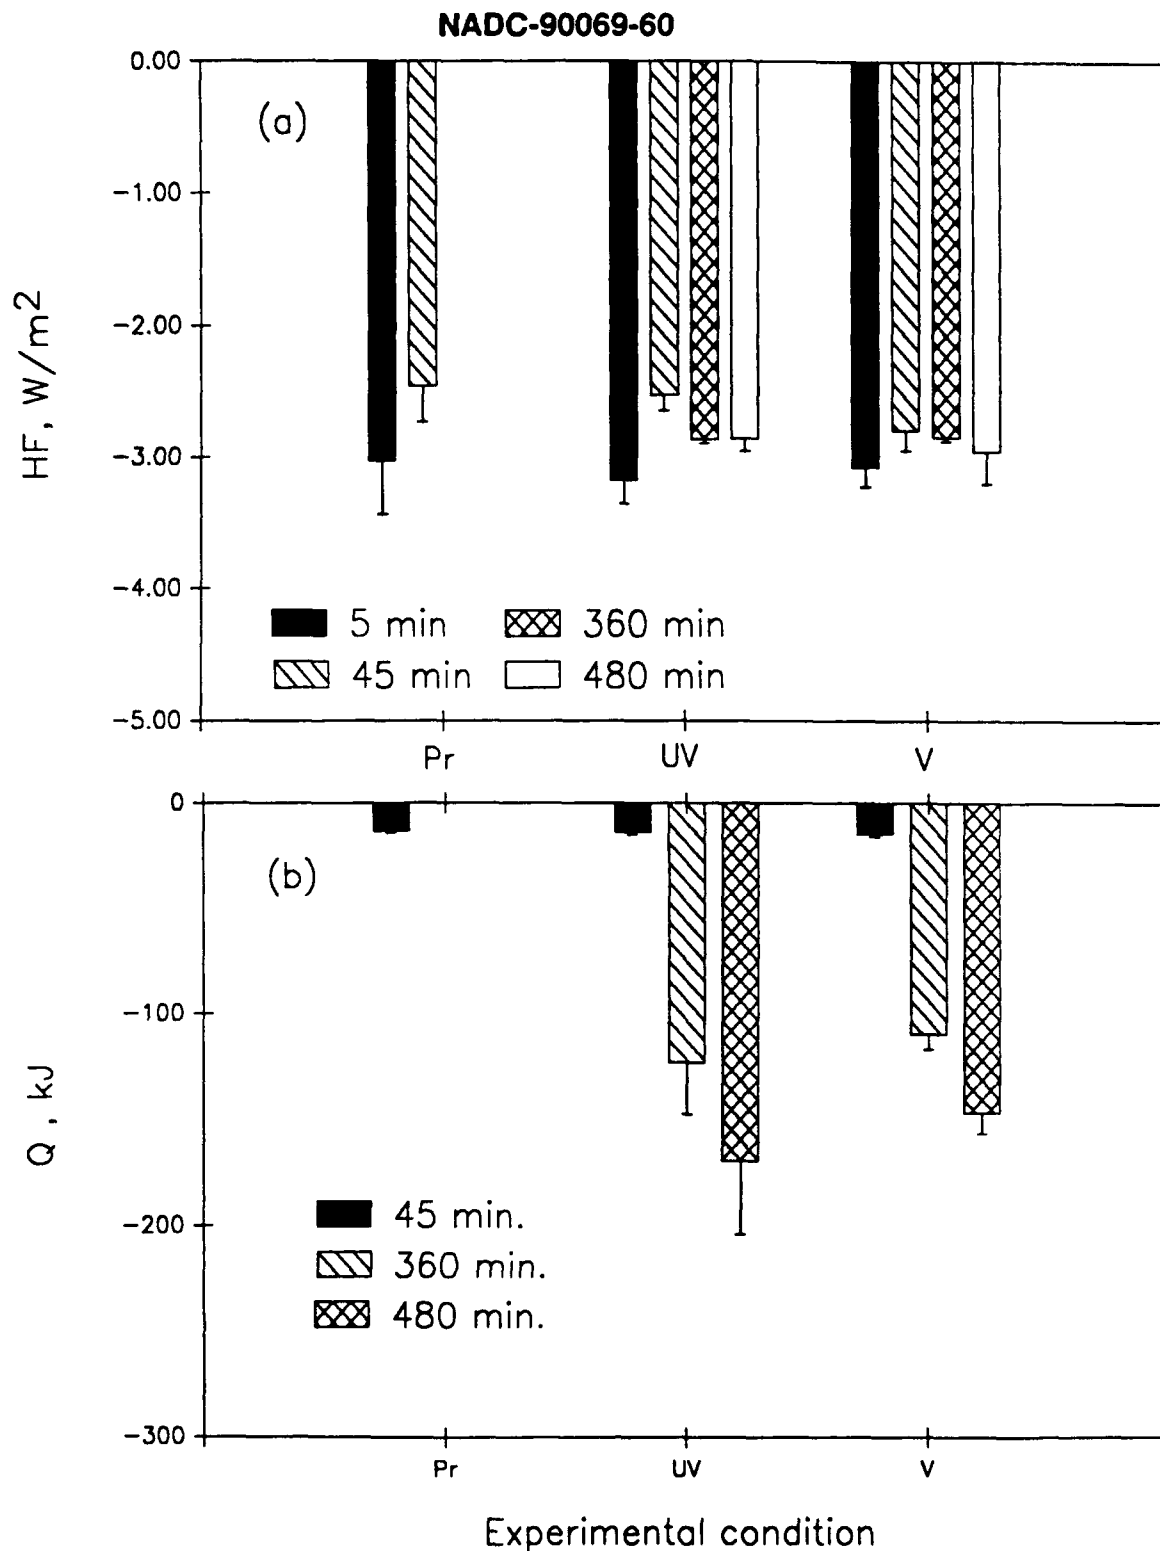 NADC-90069-60
0.00
(a)
−1.00
−2.00
HF, W/m2
−3.00
−4.00
5 min 360 min
45 min 480 min
−5.00
Pr UV V
0
(b)
−100
Q, kJ
−200
45 min.
360 min.
480 min.
−300
Pr UV V
Experimental condition